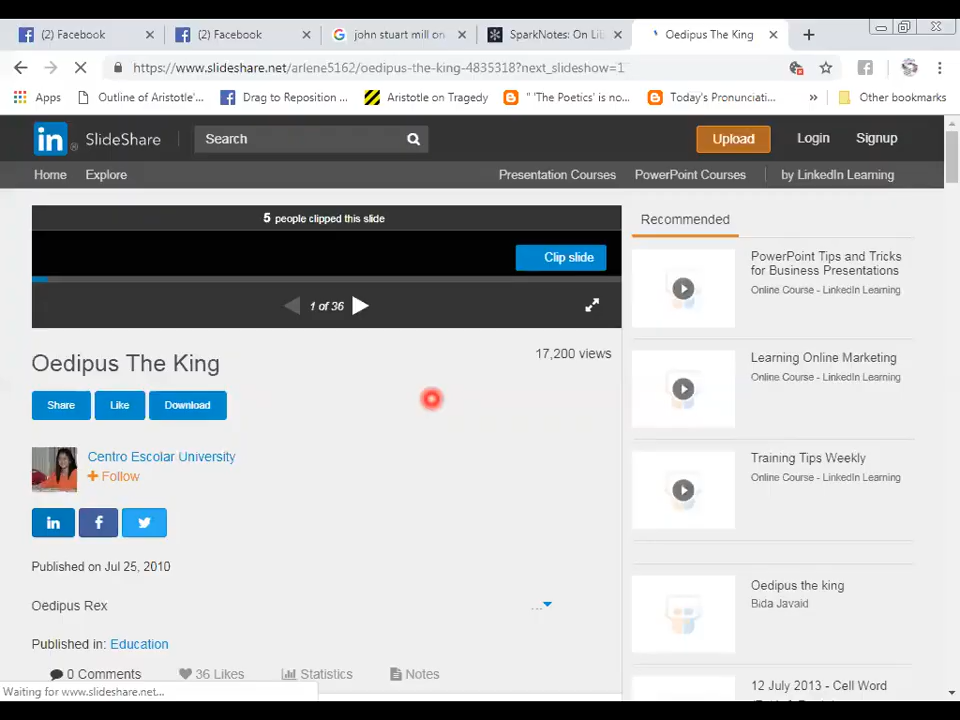 (2) Facebook
(2) Facebook
john stuart mill on
SparkNotes: On Lib
Oedipus The King
https://www.slideshare.net/arlene5162/oedipus-the-king-4835318?next_slideshow=1
Apps
Outline of Aristotle'...
Drag to Reposition ...
Aristotle on Tragedy
" 'The Poetics' is no...
Today's Pronunciati...
»
Other bookmarks
in SlideShare
Search
Upload
Login
Signup
Home
Explore
Presentation Courses
PowerPoint Courses
by LinkedIn Learning
5 people clipped this slide
Clip slide
1 of 36
Recommended
PowerPoint Tips and Tricks
for Business Presentations
Online Course - LinkedIn Learning
Oedipus The King
17,200 views
Share
Like
Download
Learning Online Marketing
Online Course - LinkedIn Learning
Centro Escolar University
+ Follow
Training Tips Weekly
Online Course - LinkedIn Learning
in
f
Published on Jul 25, 2010
Oedipus Rex
...
Oedipus the king
Bida Javaid
Published in: Education
0 Comments
36 Likes
Statistics
Notes
12 July 2013 - Cell Word
Waiting for www.slideshare.net...